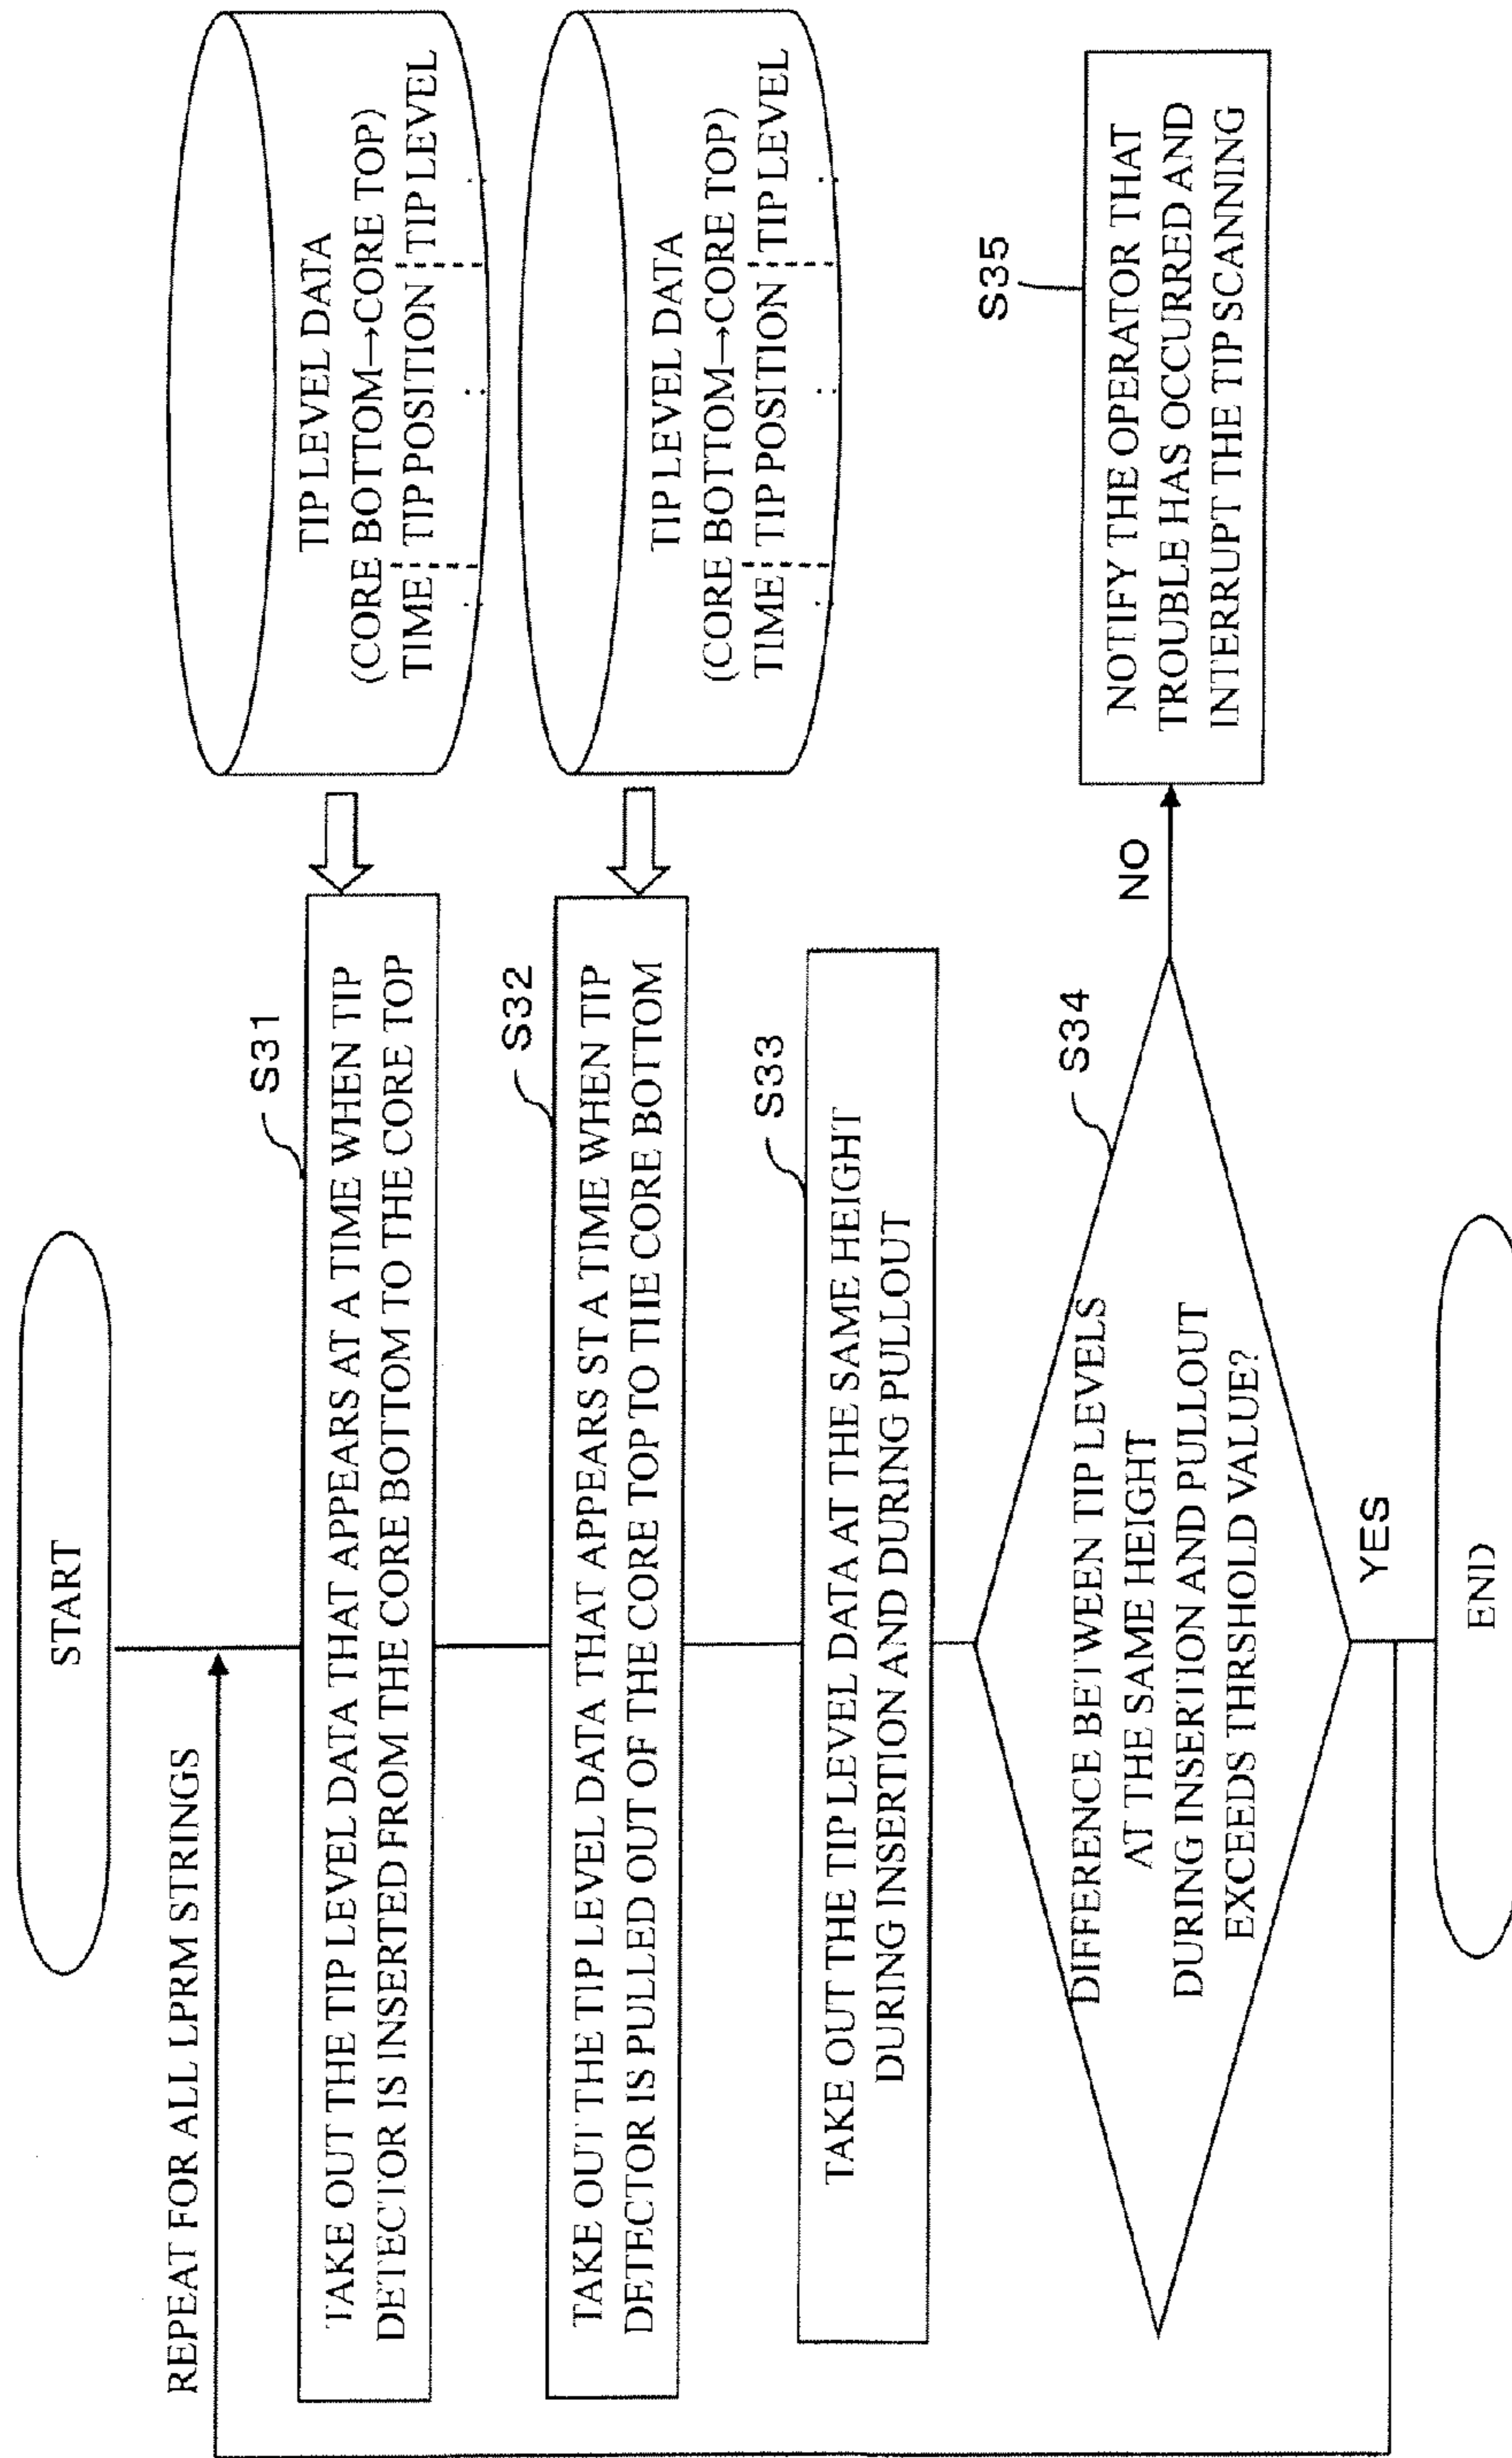 START
REPEAT FOR ALL LPRM STRINGS
S31
TAKE OUT THE TIP LEVEL DATA THAT APPEARS AT A TIME WHEN TIP
DETECTOR IS INSERTED FROM THE CORE BOTTOM TO THE CORE TOP
TIP LEVEL DATA
(CORE BOTTOM→CORE TOP)
TIME TIP POSITION TIP LEVEL
S32
TAKE OUT THE TIP LEVEL DATA THAT APPEARS ST A TIME WHEN TIP
DETECTOR IS PULLED OUT OF THE CORE TOP TO THE CORE BOTTOM
TIP LEVEL DATA
(CORE BOTTOM→CORE TOP)
TIME TIP POSITION TIP LEVEL
S33
TAKE OUT THE TIP LEVEL DATA AT THE SAME HEIGHT
DURING INSERTION AND DURING PULLOUT
S34
DIFFERENCE BETWEEN TIP LEVELS
AT THE SAME HEIGHT
DURING INSERTION AND PULLOUT
EXCEEDS THRSHOLD VALUE?
NO
S35
NOTIFY THE OPERATOR THAT
TROUBLE HAS OCCURRED AND
INTERRUPT THE TIP SCANNING
YES
END